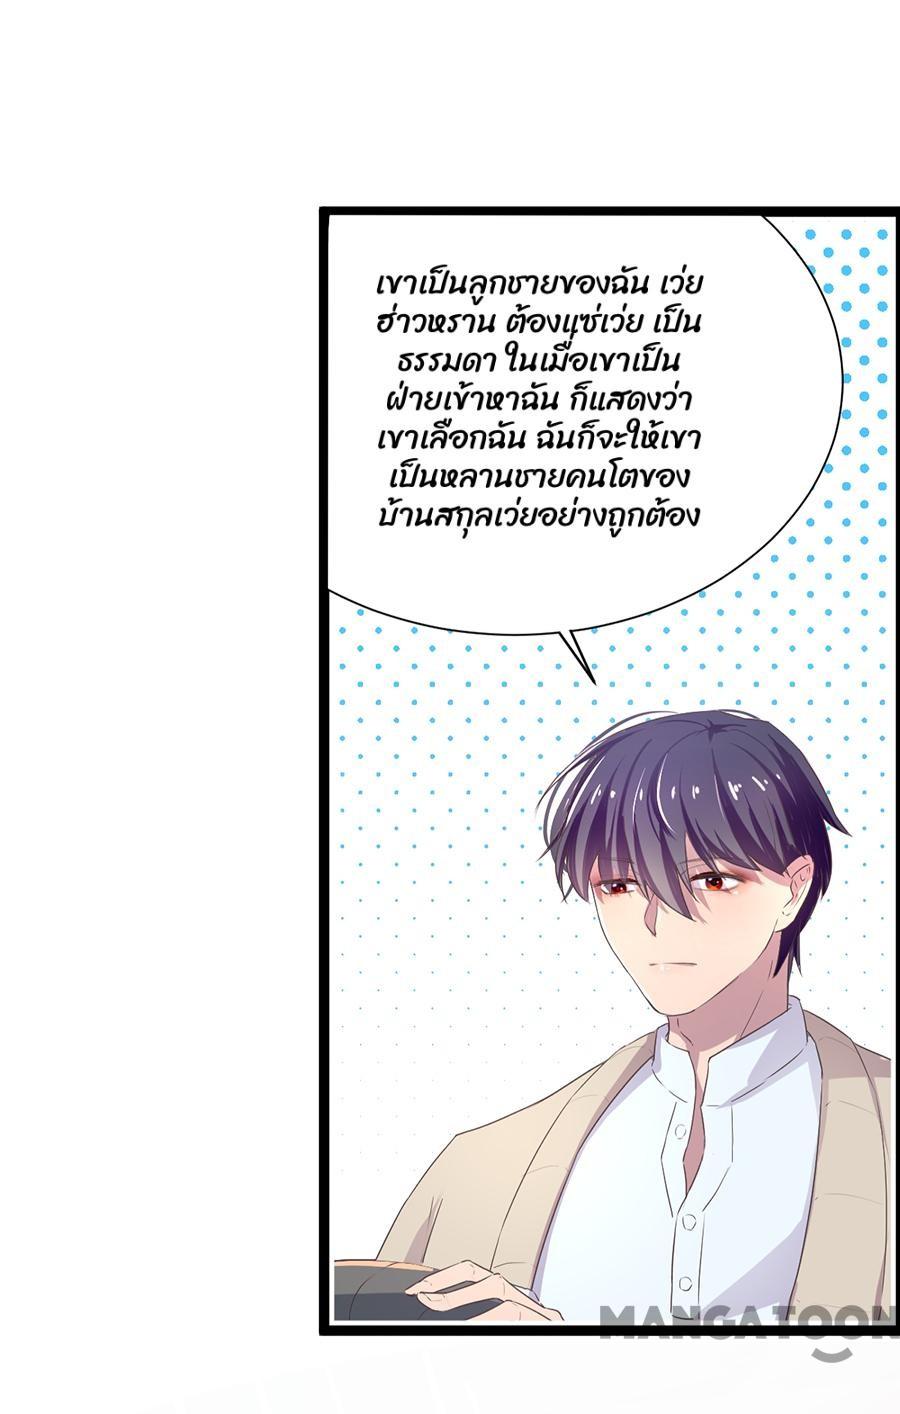 เขาเป็นลูกชายของฉัน เว่ย
ฮ่าวหราน ต้องแซ่เว่ย เป็น
ธรรมดา ในเมื่อเขาเป็น
ฝ่ายเข้าหาฉัน ก็แสดงว่า
เขาเลือกฉัน ฉันก็จะให้เขา
เป็นหลานชายคนโตของ
บ้านสกุลเว่ยอย่างถูกต้อง
MANGATOON